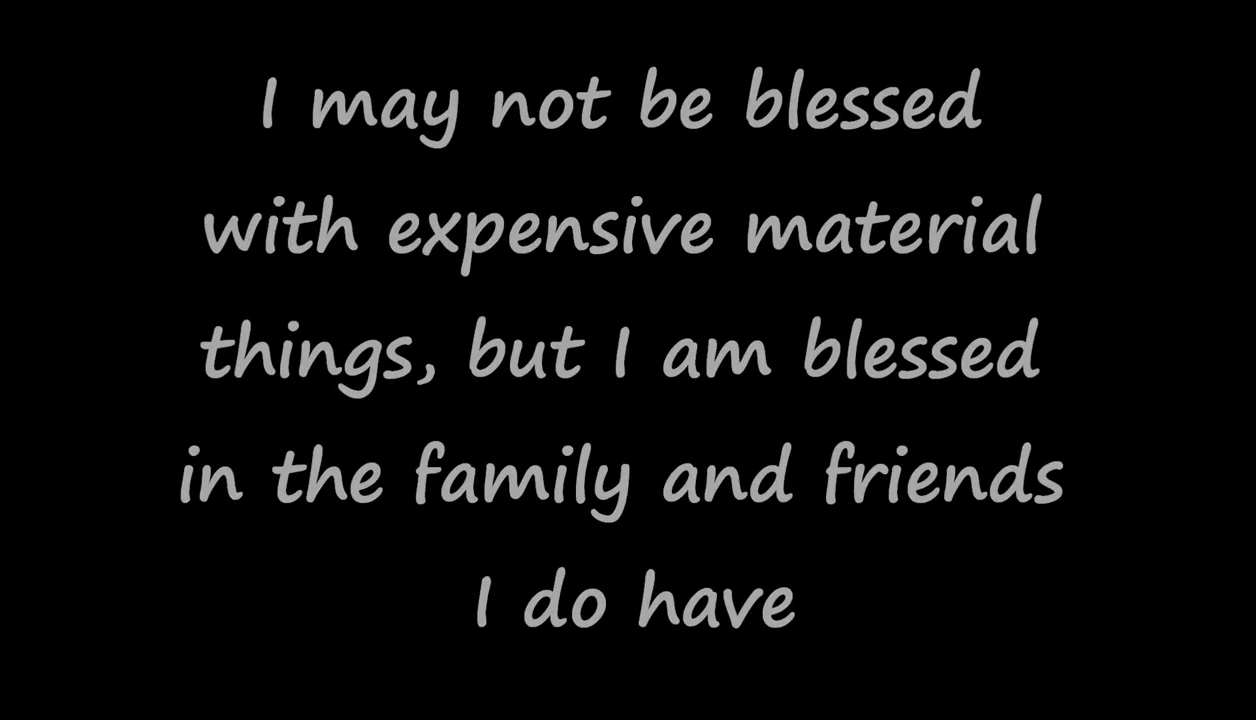 I may not be blessed
with expensive material
things, but I am blessed
in the family and friends
I do have